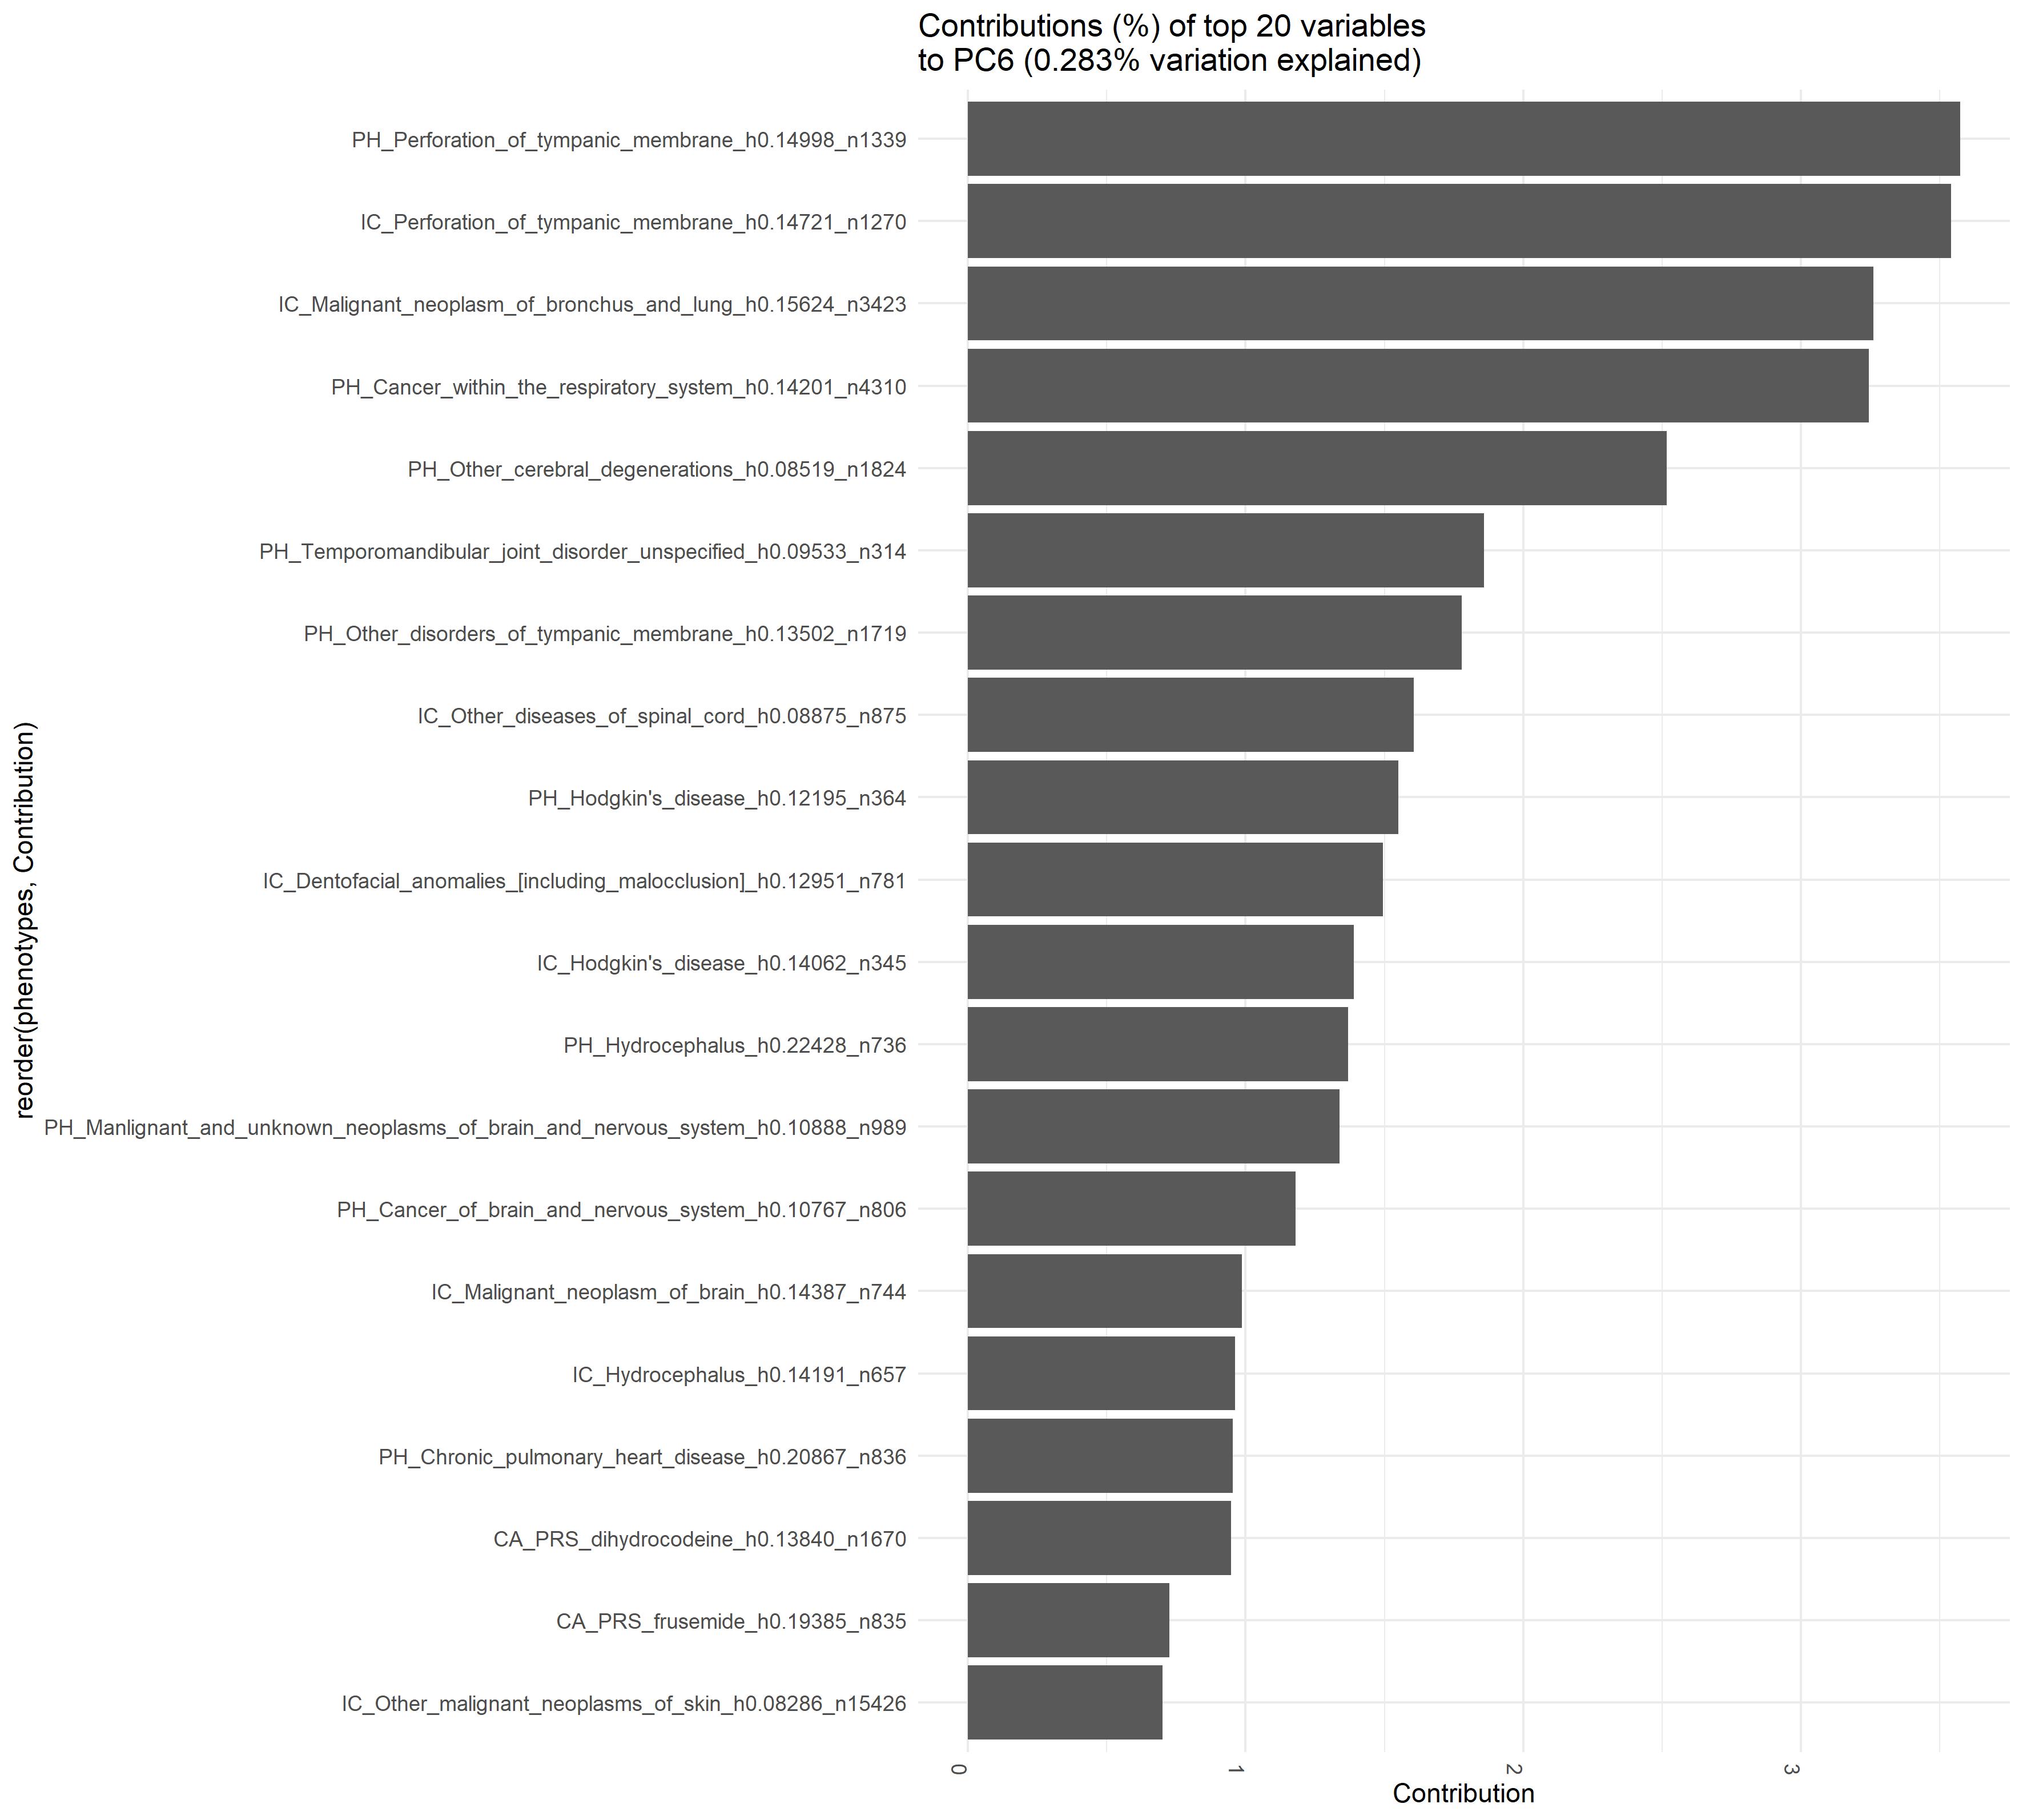 Contributions (%) of top 20 variables
to PC6 (0.283% variation explained)
PH_Perforation_of_tympanic_membrane_h0.14998_n1339
IC_Perforation_of_tympanic_membrane_h0.14721_n1270
IC_Malignant_neoplasm_of_bronchus_and_lung_h0.15624_n3423
PH_Cancer_within_the_respiratory_system_h0.14201_n4310
PH_Other_cerebral_degenerations_h0.08519_n1824
PH_Temporomandibular_joint_disorder_unspecified_h0.09533_n314
PH_Other_disorders_of_tympanic_membrane_h0.13502_n1719
IC_Other_diseases_of_spinal_cord_h0.08875_n875
PH_Hodgkin's_disease_h0.12195_n364
IC_Dentofacial_anomalies_[including_malocclusion]_h0.12951_n781
IC_Hodgkin's_disease_h0.14062_n345
PH_Hydrocephalus_h0.22428_n736
PH_Manlignant_and_unknown_neoplasms_of_brain_and_nervous_system_h0.10888_n989
PH_Cancer_of_brain_and_nervous_system_h0.10767_n806
IC_Malignant_neoplasm_of_brain_h0.14387_n744
IC_Hydrocephalus_h0.14191_n657
PH_Chronic_pulmonary_heart_disease_h0.20867_n836
CA_PRS_dihydrocodeine_h0.13840_n1670
CA_PRS_frusemide_h0.19385_n835
IC_Other_malignant_neoplasms_of_skin_h0.08286_n15426
reorder(phenotypes, Contribution)
0 1 2 3
Contribution